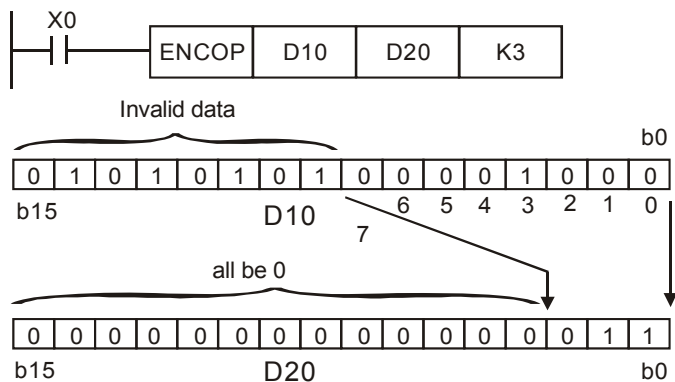 X0
ENCOP D10 D20 K3
Invalid data
b0
0 1 0 1 0 1 0 1 0 0 0 0 1 0 0 0
b15 D10 7 6 5 4 3 2 1 0
all be 0
0 0 0 0 0 0 0 0 0 0 0 0 0 0 1 1
b15 D20 b0